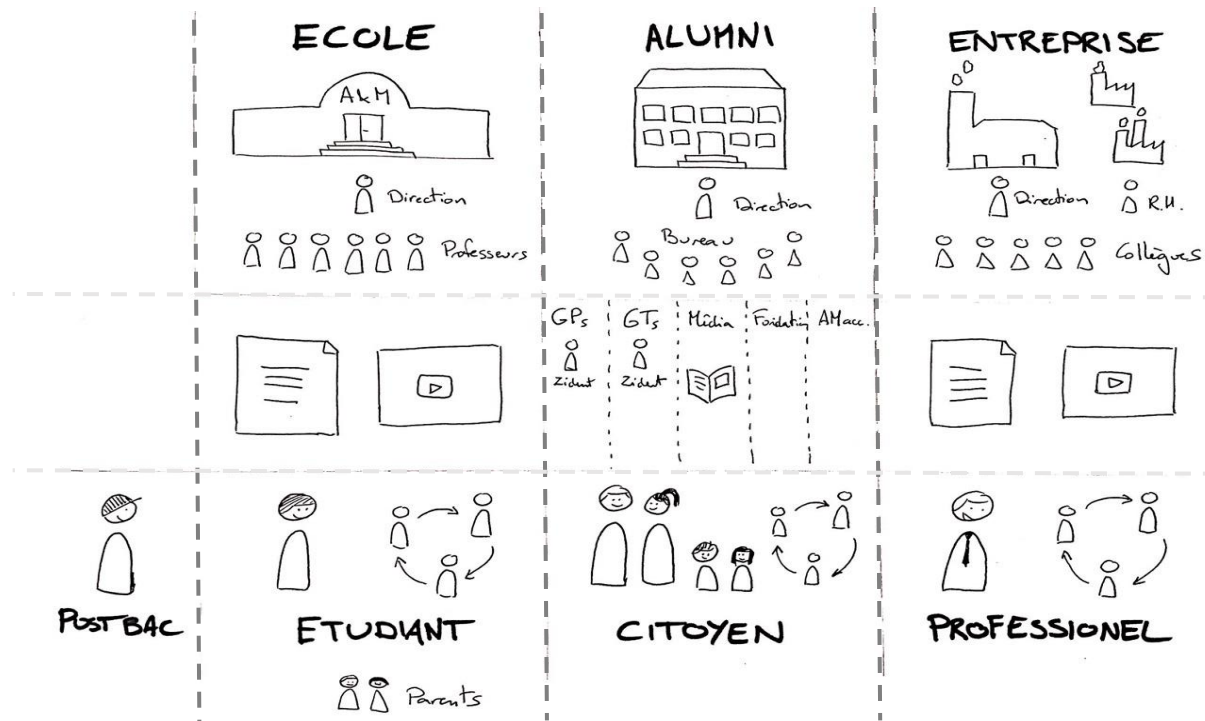 ECOLE
ALUMNI
ENTREPRISE
A&M
Direction
Direction
Direction
R.H.
Professeurs
Bureau
Collègues
GPs
GTs
Média
Fondation
AMacc.
Zident
Zident
POSTBAC
ETUDIANT
CITOYEN
PROFESSIONEL
Parents